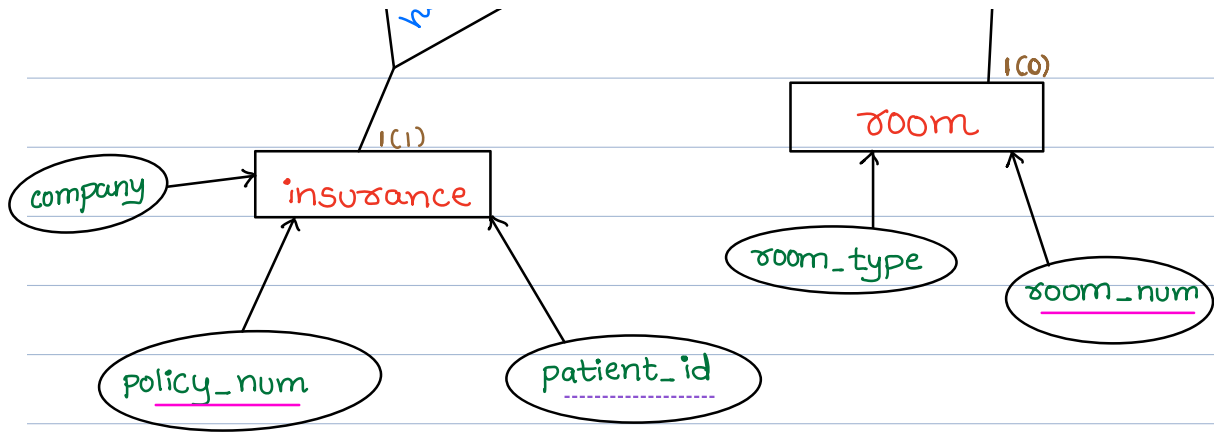 1(0)
room
1(1)
company
insurance
room_type
room_num
policy_num
patient_id